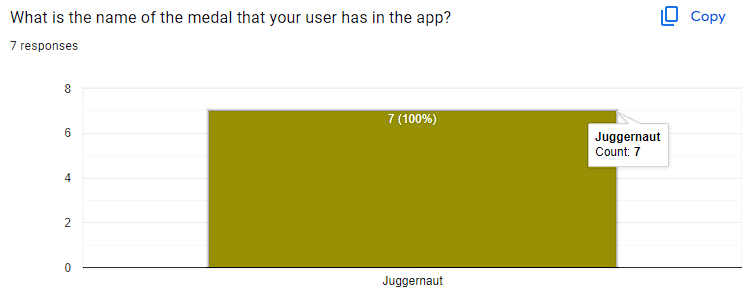 What is the name of the medal that your user has in the app?
Copy
7 responses
8
6
4
2
0
7 (100%)
Juggernaut
Count: 7
Juggernaut